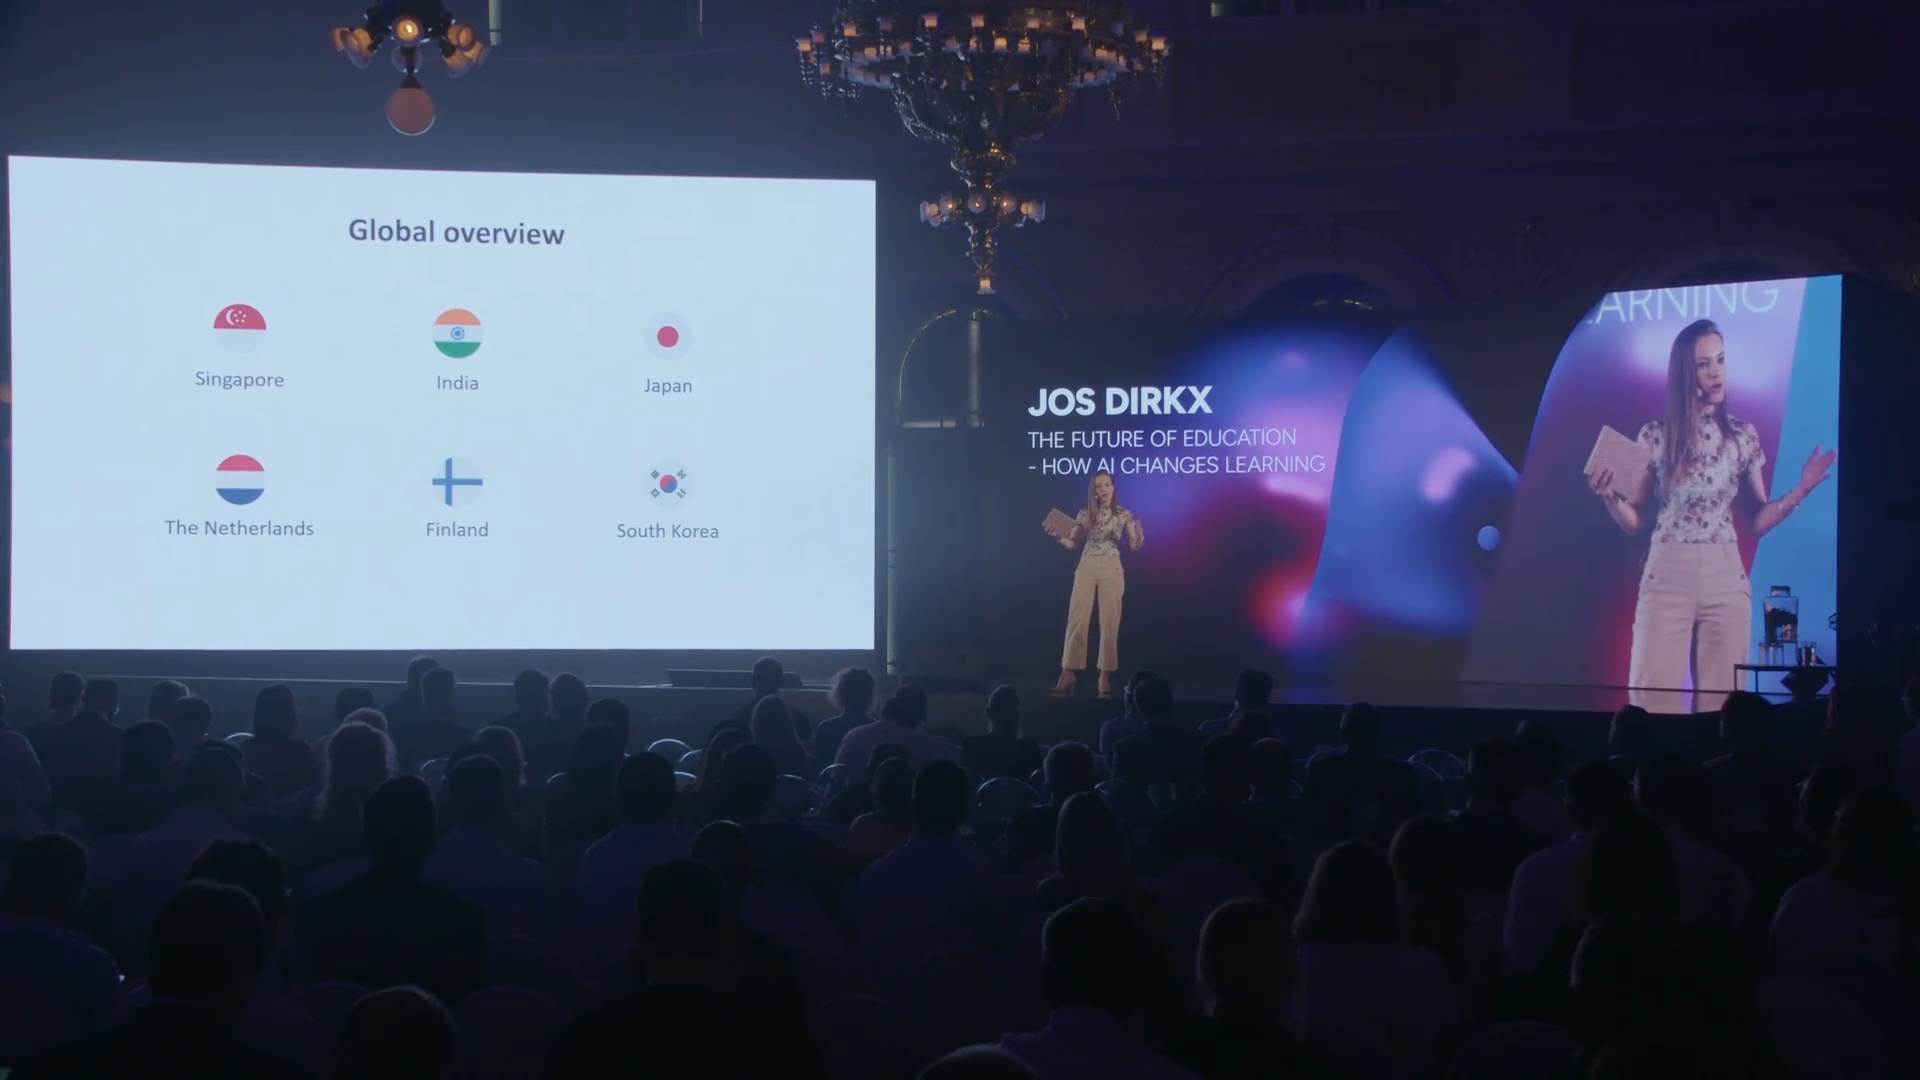 Global overview
Singapore
India
Japan
The Netherlands
Finland
South Korea
JOS DIRKX
THE FUTURE OF EDUCATION
- HOW AI CHANGES LEARNING
EARNING